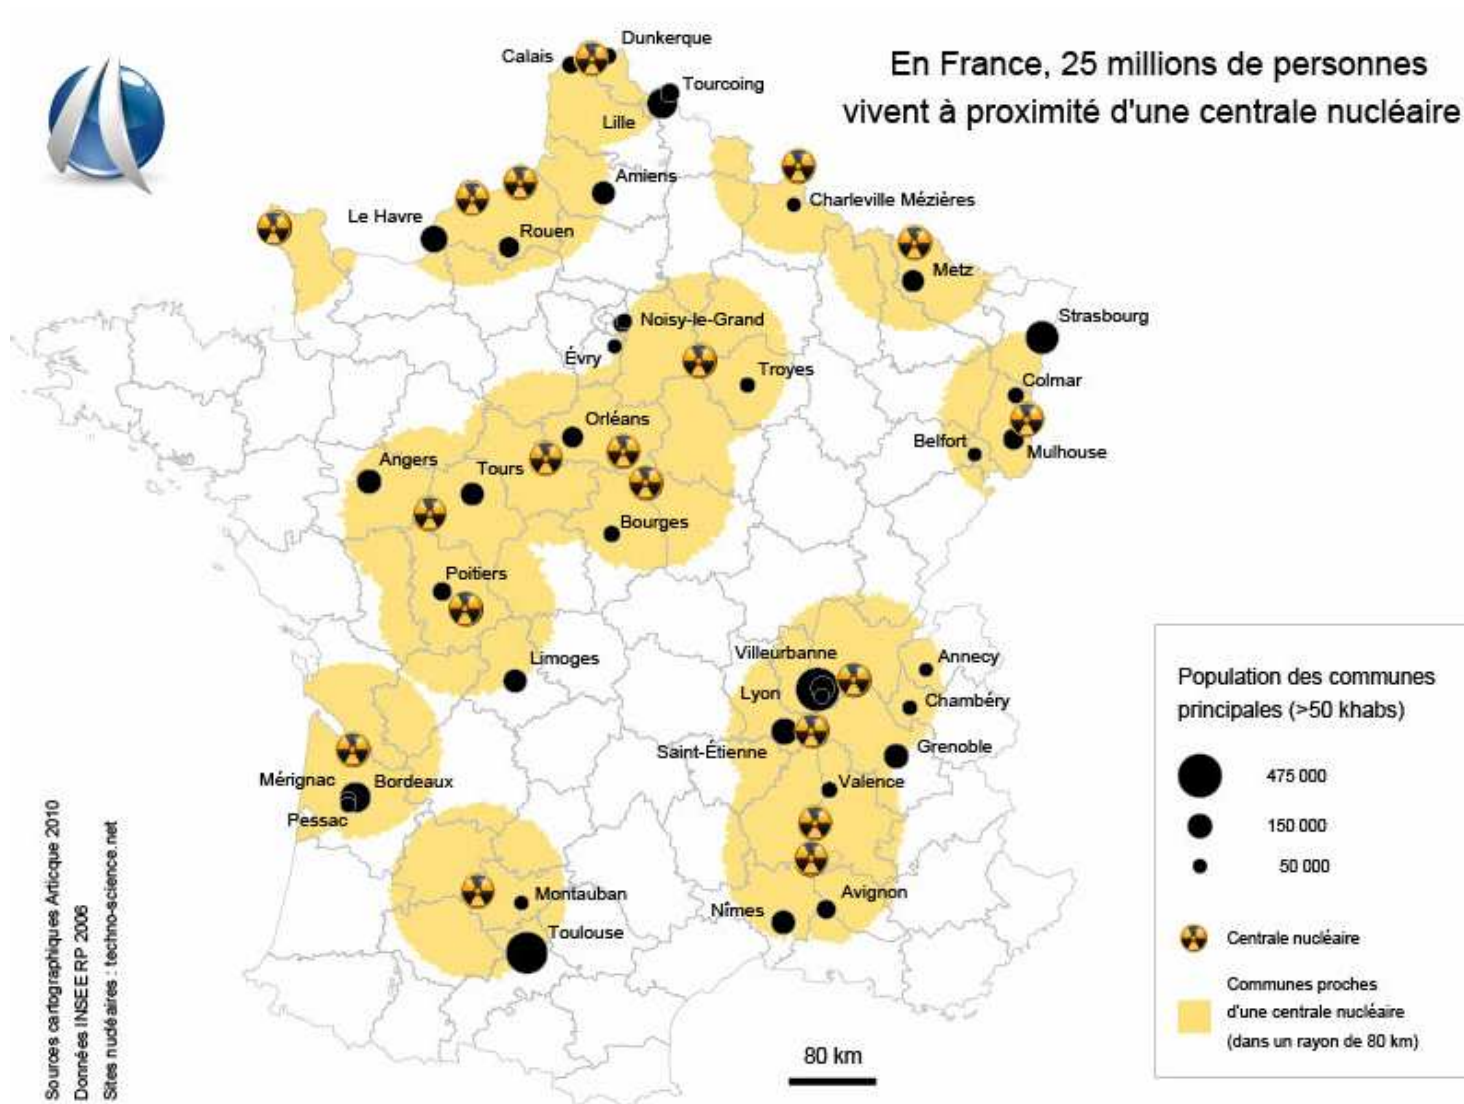 En France, 25 millions de personnes
vivent à proximité d'une centrale nucléaire
Dunkerque
Calais
Tourcoing
Lille
Amiens
Le Havre
Rouen
Charleville Mézières
Metz
Strasbourg
Noisy-le-Grand
Évry
Troyes
Colmar
Orléans
Belfort
Mulhouse
Angers
Tours
Bourges
Poitiers
Limoges
Villeurbanne
Annecy
Lyon
Chambéry
Saint-Étienne
Grenoble
Valence
Mérignac
Bordeaux
Pessac
Montauban
Avignon
Nîmes
Toulouse
80 km
Population des communes
principales (>50 khabs)
475 000
150 000
50 000
Centrale nucléaire
Communes proches
d'une centrale nucléaire
(dans un rayon de 80 km)
Sources cartographiques Articque 2010
Données INSEE RP 2006
Sites nucléaires : techno-science.net